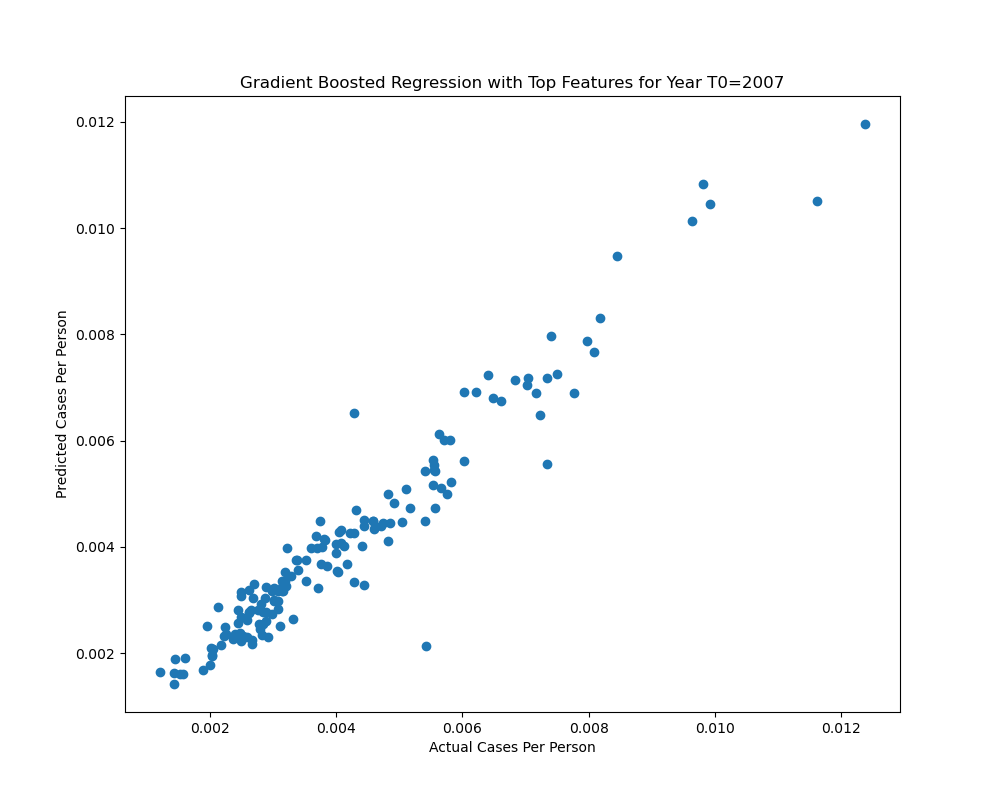 Gradient Boosted Regression with Top Features for Year T0=2007
0.012
0.010
0.008
0.006
0.004
0.002
Predicted Cases Per Person
0.002 0.004 0.006 0.008 0.010 0.012
Actual Cases Per Person